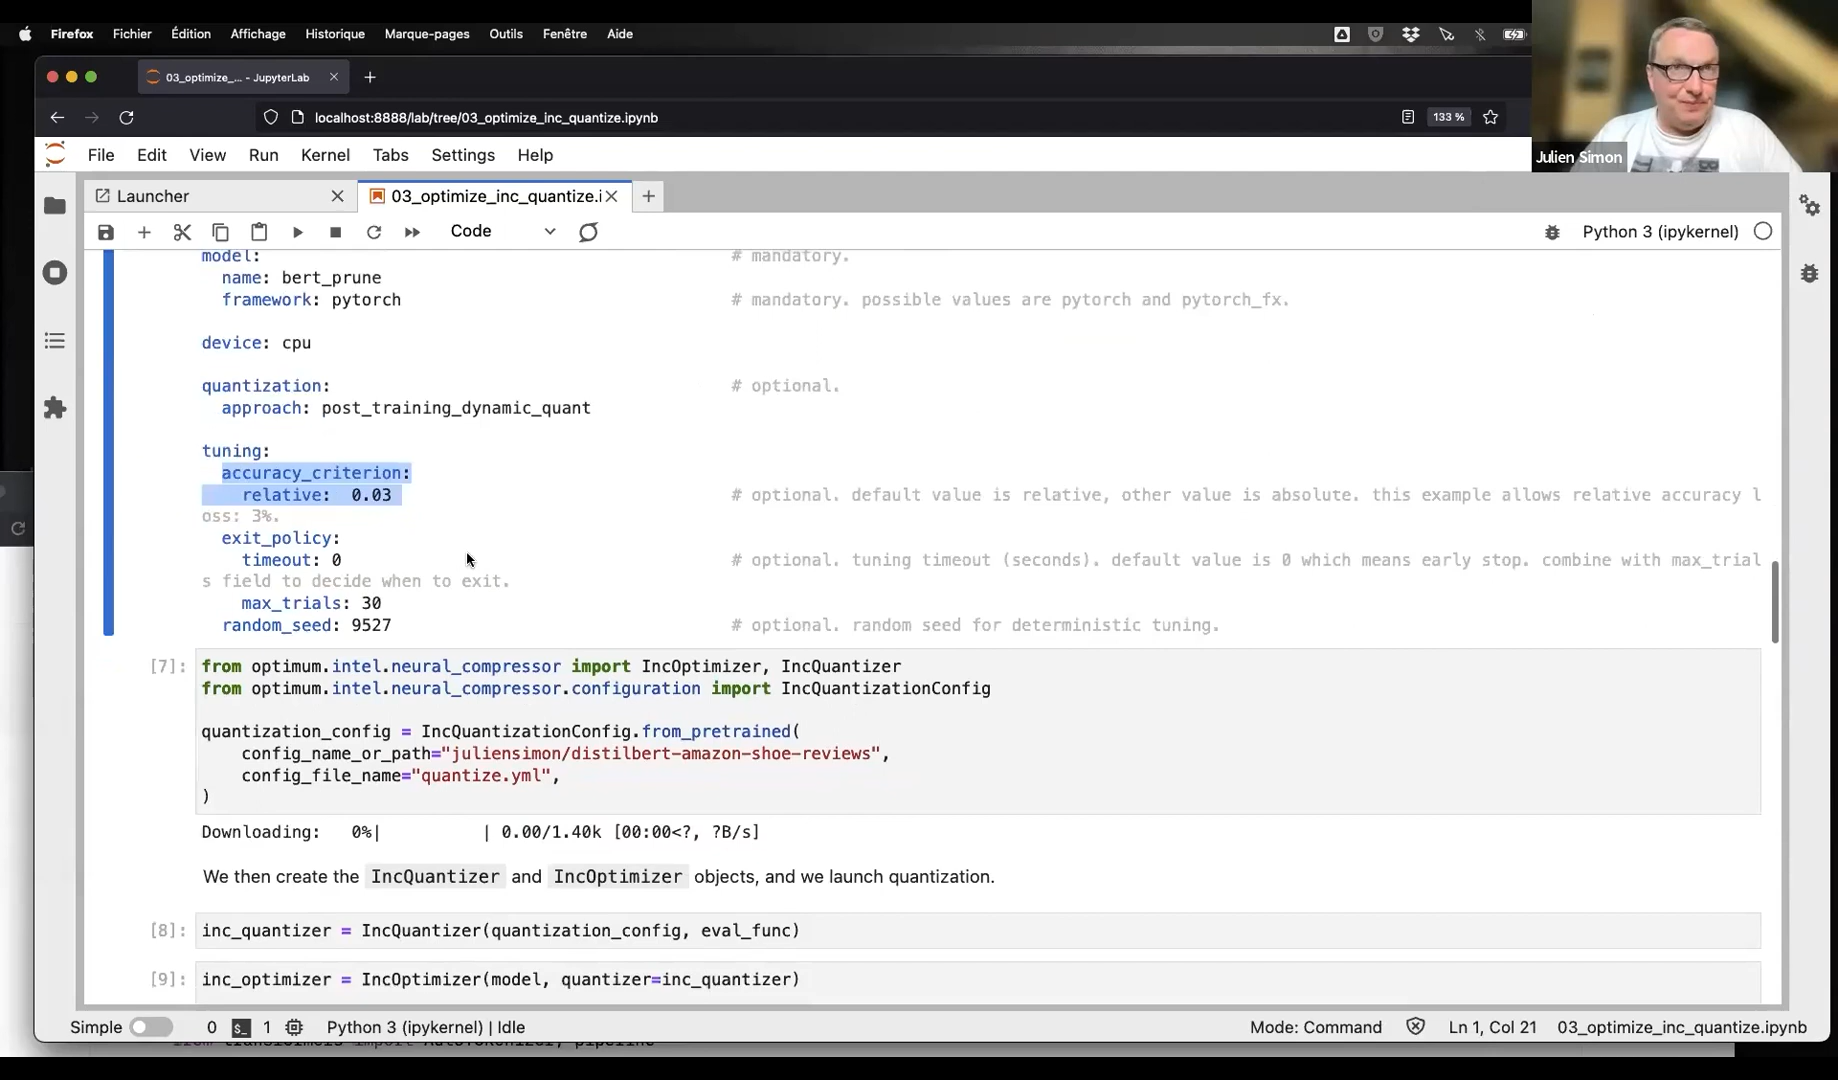 Firefox Fichier Édition Affichage Historique Marque-pages Outils Fenêtre Aide
03_optimize_... - JupyterLab
localhost:8888/lab/tree/03_optimize_inc_quantize.ipynb 133 %
File Edit View Run Kernel Tabs Settings Help
Julien Simon
Launcher 03_optimize_inc_quantize.i
Code Python 3 (ipykernel)
model: # mandatory.
name: bert_prune
framework: pytorch # mandatory. possible values are pytorch and pytorch_fx.
device: cpu
quantization: # optional.
approach: post_training_dynamic_quant
tuning:
accuracy_criterion:
relative: 0.03 # optional. default value is relative, other value is absolute. this example allows relative accuracy l
oss: 3%.
exit_policy:
timeout: 0 # optional. tuning timeout (seconds). default value is 0 which means early stop. combine with max_trial
s field to decide when to exit.
max_trials: 30
random_seed: 9527 # optional. random seed for deterministic tuning.
[7]: from optimum.intel.neural_compressor import IncOptimizer, IncQuantizer
from optimum.intel.neural_compressor.configuration import IncQuantizationConfig
quantization_config = IncQuantizationConfig.from_pretrained(
config_name_or_path="juliensimon/distilbert-amazon-shoe-reviews",
config_file_name="quantize.yml",
)
Downloading: 0%| | 0.00/1.40k [00:00<?, ?B/s]
We then create the IncQuantizer and IncOptimizer objects, and we launch quantization.
[8]: inc_quantizer = IncQuantizer(quantization_config, eval_func)
[9]: inc_optimizer = IncOptimizer(model, quantizer=inc_quantizer)
Simple 0 1 Python 3 (ipykernel) | Idle Mode: Command Ln 1, Col 21 03_optimize_inc_quantize.ipynb